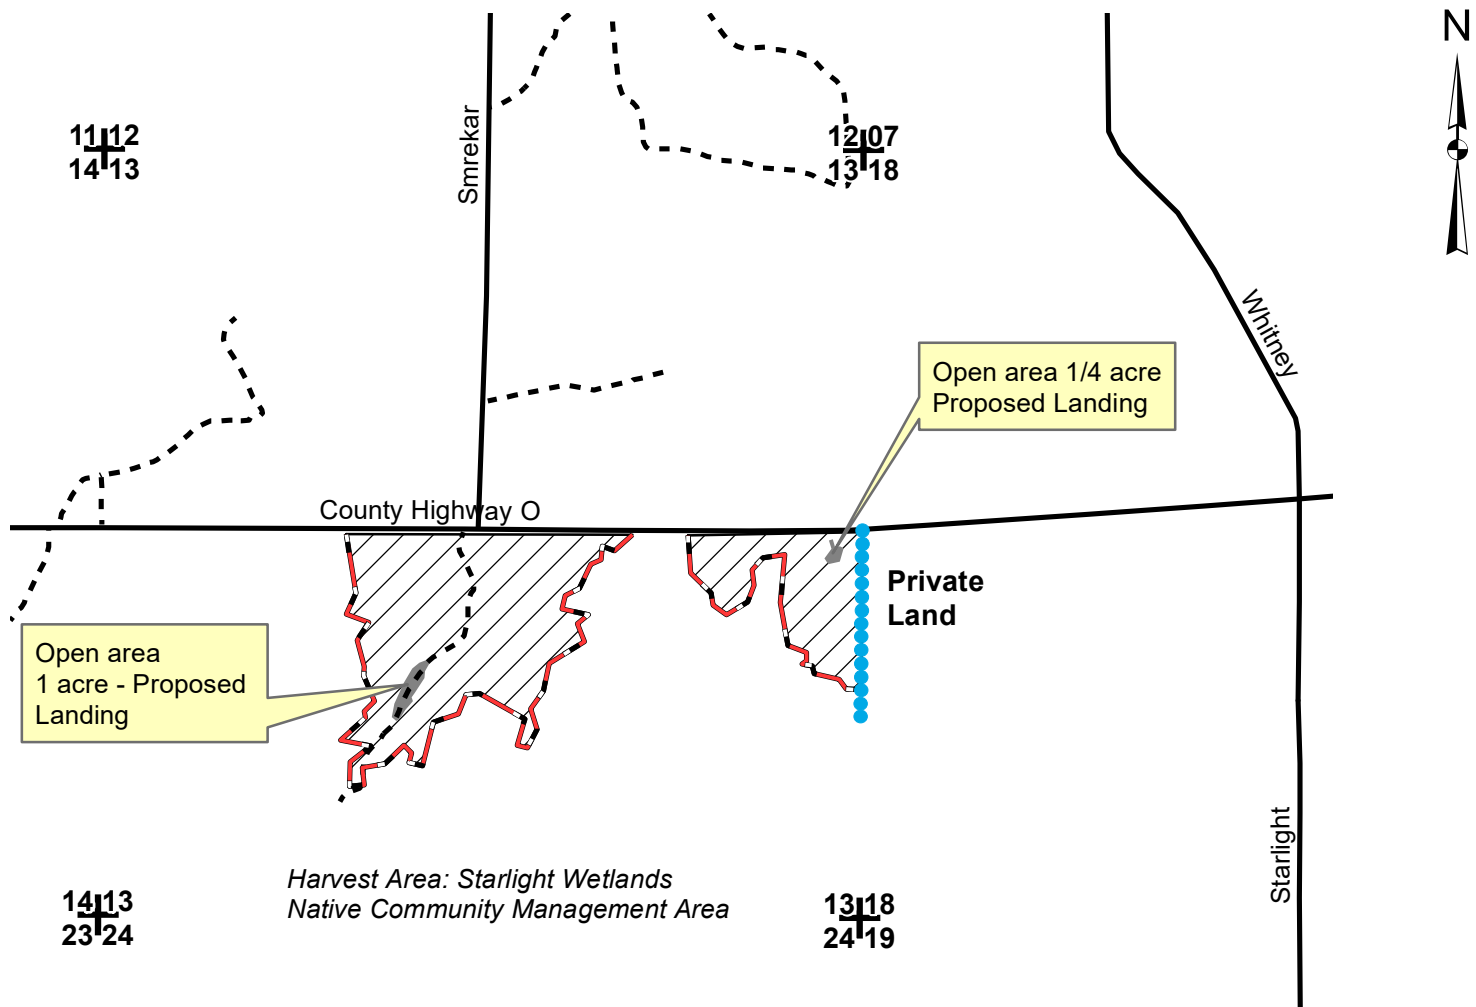 N
11 12
14 13
Smrekar
12 07
13 18
Whitney
Open area 1/4 acre
Proposed Landing
County Highway O
Private
Land
Open area
1 acre - Proposed
Landing
Starlight
Harvest Area: Starlight Wetlands
Native Community Management Area
14 13
23 24
13 18
24 19